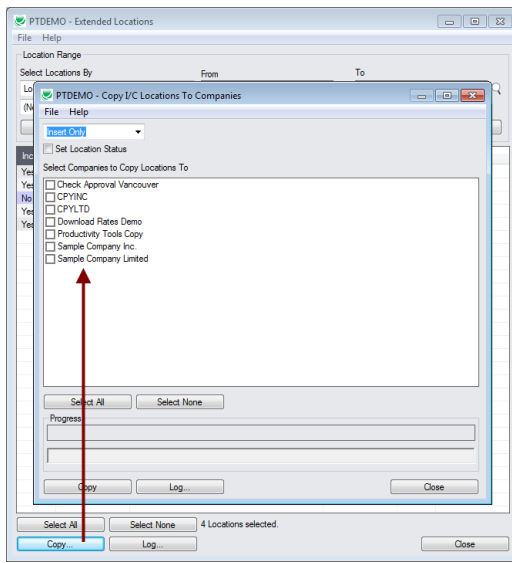 PTDEMO - Extended Locations
File Help
Location Range
Select Locations By From To
Lo
PTDEMO - Copy I/C Locations To Companies
File Help
Insert Only
Set Location Status
Select Companies to Copy Locations To
Check Approval Vancouver
CPYINC
CPYLTD
Download Rates Demo
Productivity Tools Copy
Sample Company Inc.
Sample Company Limited
Inc
Yes
Yes
No
Yes
Yes
Select All Select None
Progress
Copy Log... Close
Select All Select None 4 Locations selected.
Copy... Log... Close